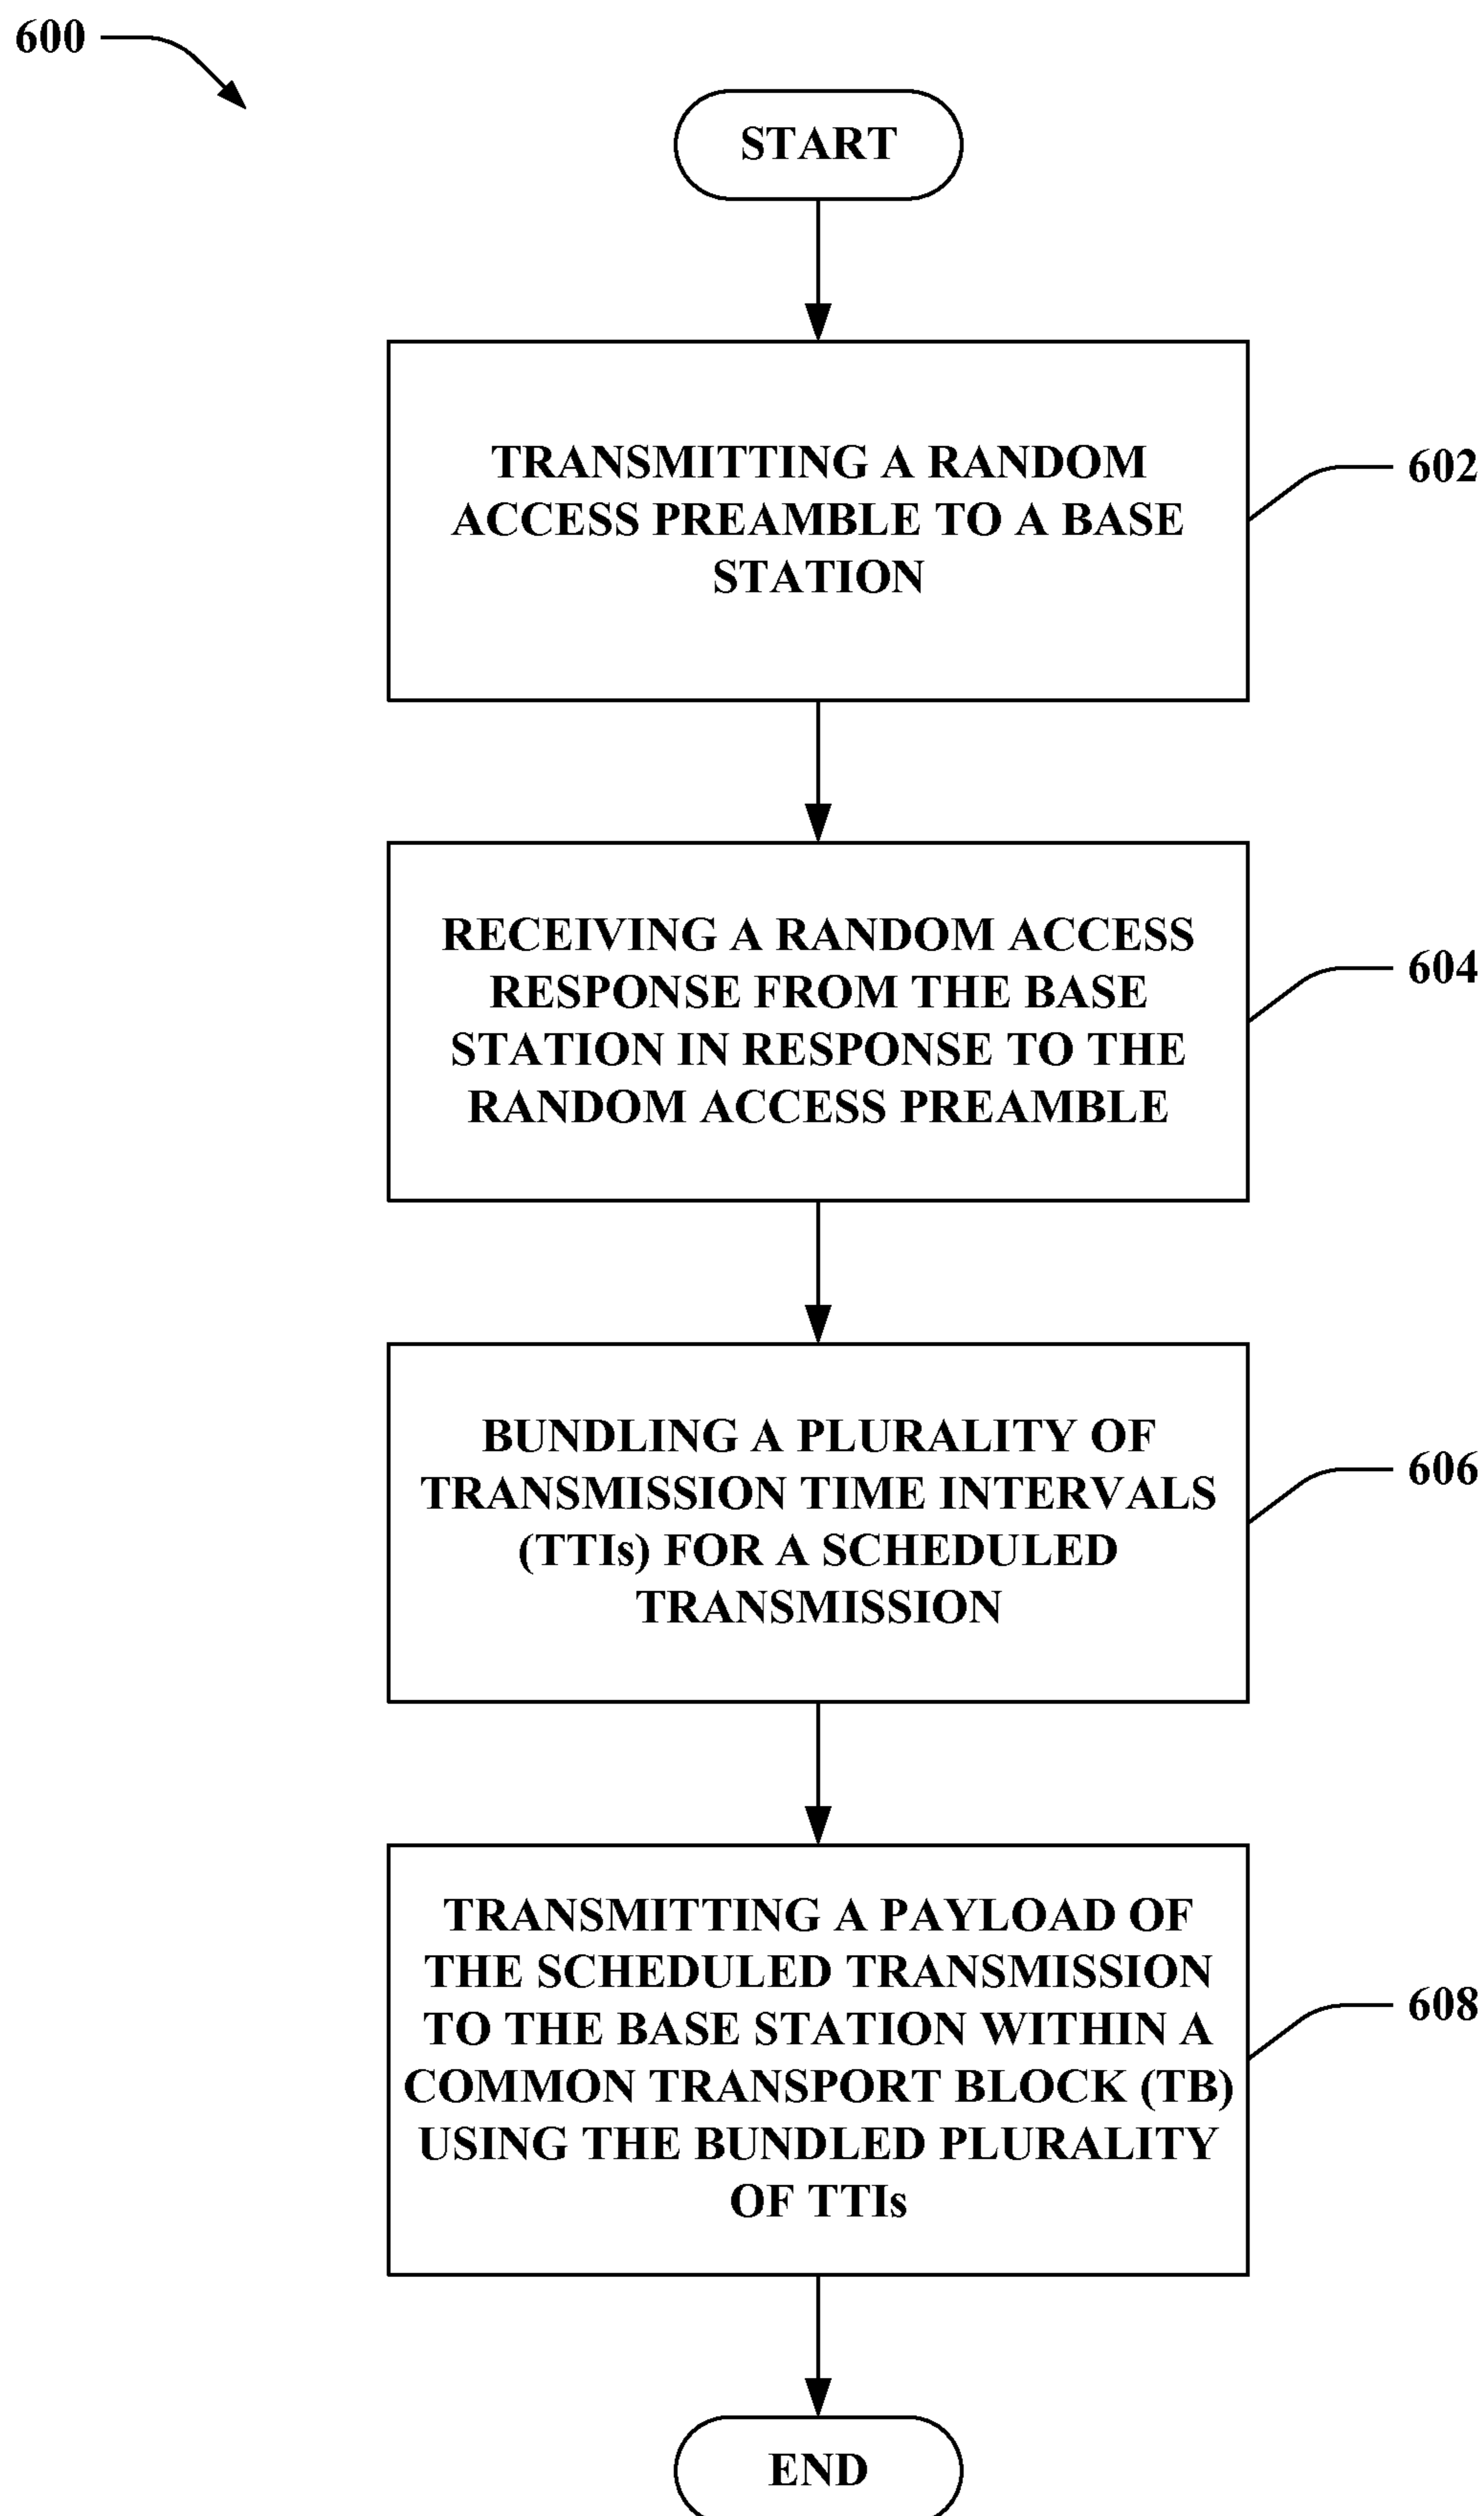 600
START
TRANSMITTING A RANDOM
ACCESS PREAMBLE TO A BASE
STATION
602
RECEIVING A RANDOM ACCESS
RESPONSE FROM THE BASE
STATION IN RESPONSE TO THE
RANDOM ACCESS PREAMBLE
604
BUNDLING A PLURALITY OF
TRANSMISSION TIME INTERVALS
(TTIs) FOR A SCHEDULED
TRANSMISSION
606
TRANSMITTING A PAYLOAD OF
THE SCHEDULED TRANSMISSION
TO THE BASE STATION WITHIN A
COMMON TRANSPORT BLOCK (TB)
USING THE BUNDLED PLURALITY
OF TTIs
608
END